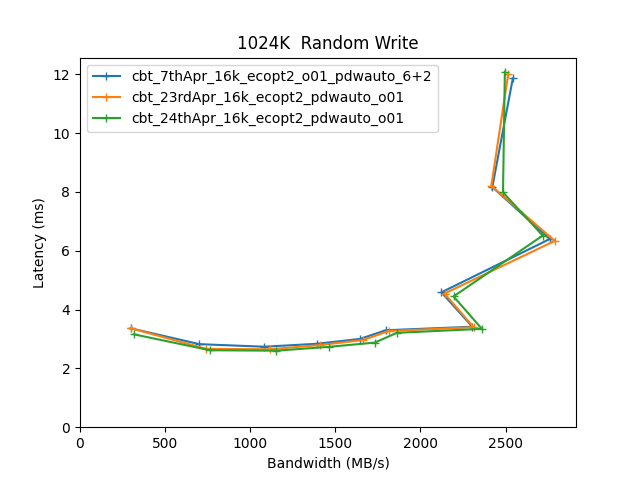 1024K  Random Write
cbt_7thApr_16k_ecopt2_o01_pdwauto_6+2
cbt_23rdApr_16k_ecopt2_pdwauto_o01
cbt_24thApr_16k_ecopt2_pdwauto_o01
Latency (ms)
12
10
8
6
4
2
0
0 500 1000 1500 2000 2500
Bandwidth (MB/s)